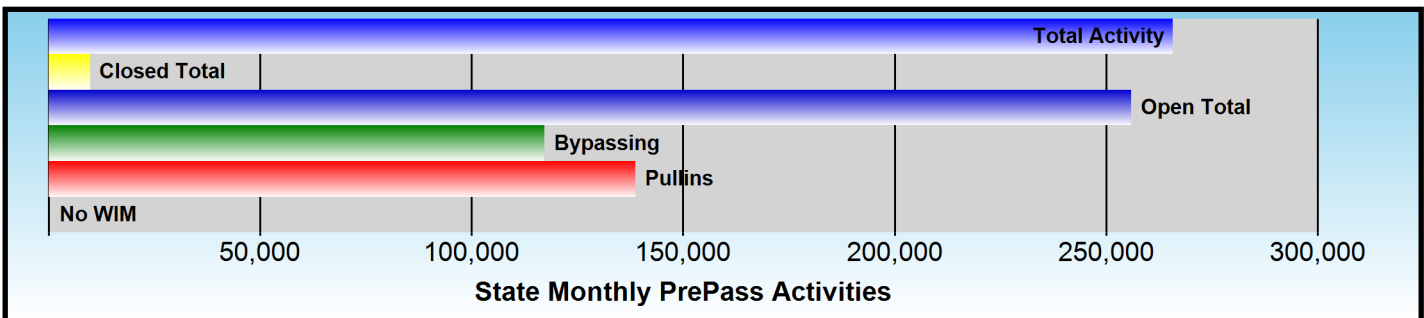 Total Activity
Closed Total
Open Total
Bypassing
Pullins
No WIM
50,000 100,000 150,000 200,000 250,000 300,000
State Monthly PrePass Activities